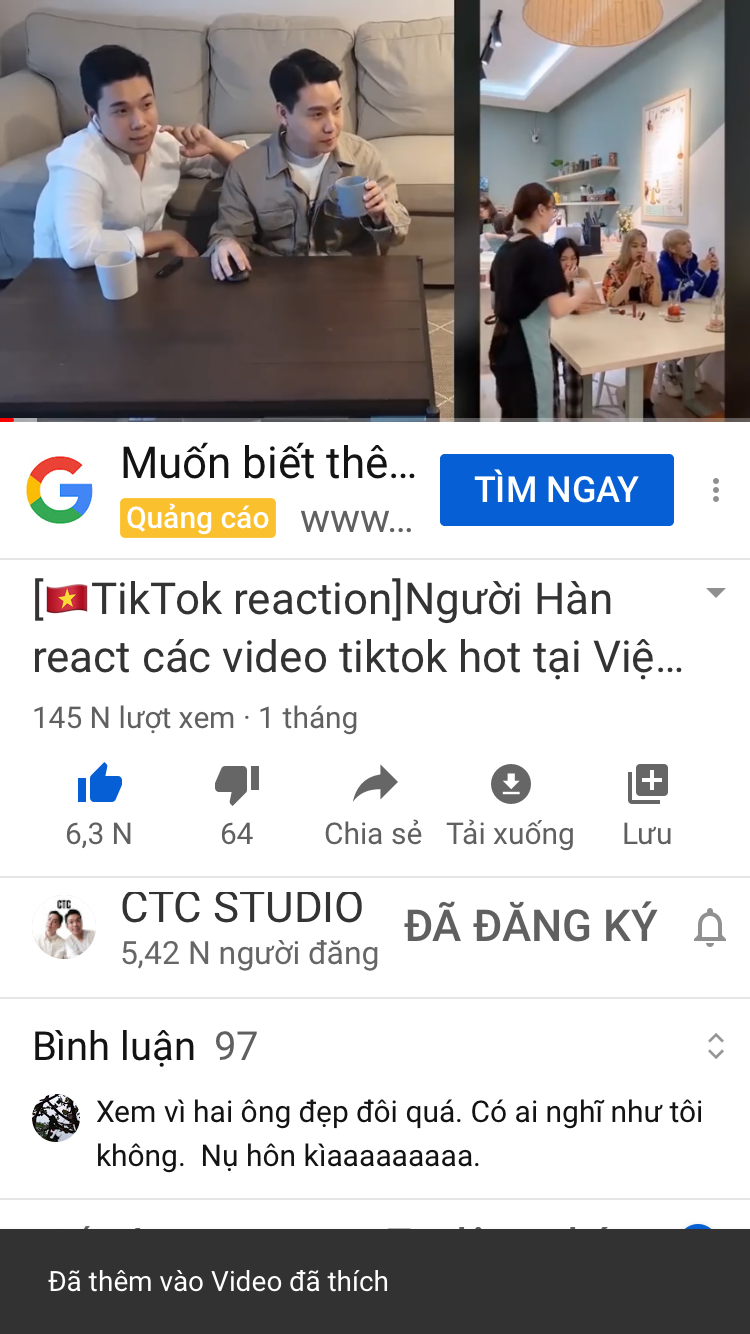 Muốn biết thê...
TÌM NGAY
Quảng cáo
www...
[🇻🇳TikTok reaction]Người Hàn
react các video tiktok hot tại Việ...
145 N lượt xem · 1 tháng
6,3 N
64
Chia sẻ
Tải xuống
Lưu
CTC
CTC STUDIO
5,42 N người đăng
ĐÃ ĐĂNG KÝ
Bình luận 97
Xem vì hai ông đẹp đôi quá. Có ai nghĩ như tôi
không. Nụ hôn kìaaaaaaaaa.
Đã thêm vào Video đã thích